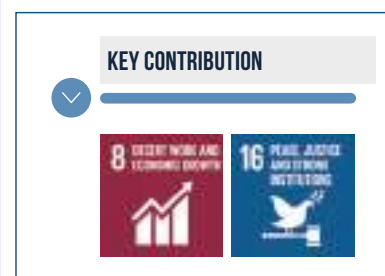 KEY CONTRIBUTION
8 DECENT WORK AND
ECONOMIC GROWTH
16 PEACE, JUSTICE
AND STRONG
INSTITUTIONS